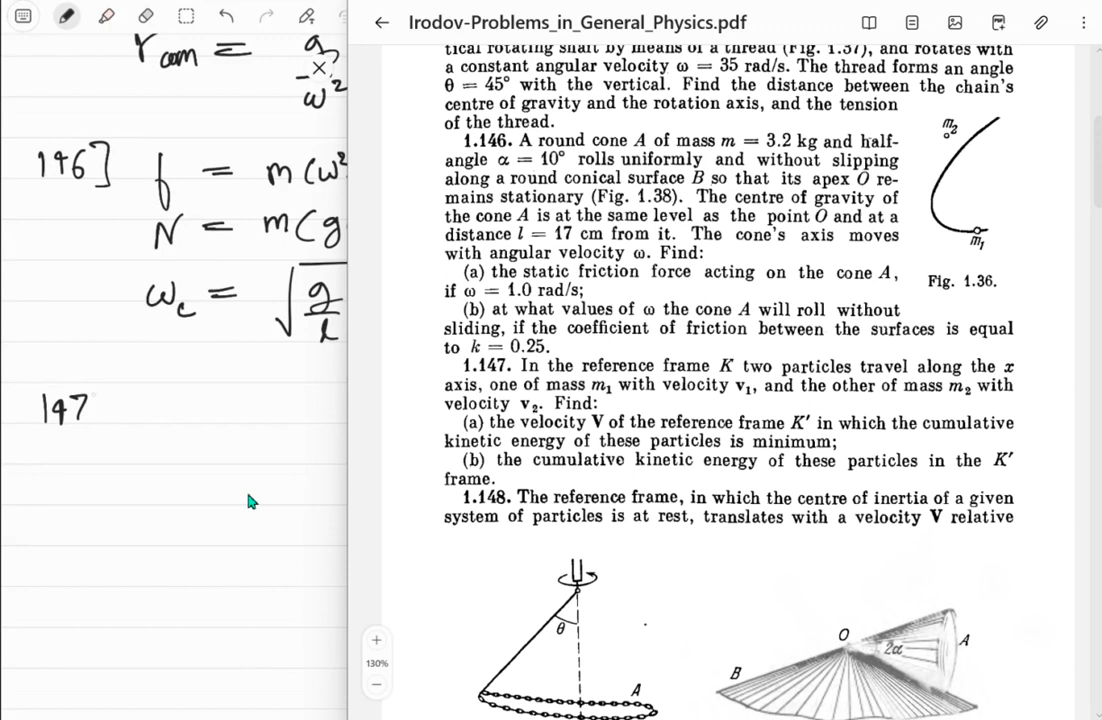 r com = g
-x
ω²
146] f = m(ω²
N = m(g
ω c = √ g
l
147
Irodov-Problems_in_General_Physics.pdf
tical rotating shaft by means of a thread (Fig. 1.37), and rotates with
a constant angular velocity ω = 35 rad/s. The thread forms an angle
θ = 45° with the vertical. Find the distance between the chain's
centre of gravity and the rotation axis, and the tension
of the thread.
1.146. A round cone A of mass m = 3.2 kg and half-
angle α = 10° rolls uniformly and without slipping
along a round conical surface B so that its apex O re-
mains stationary (Fig. 1.38). The centre of gravity of
the cone A is at the same level as the point O and at a
distance l = 17 cm from it. The cone's axis moves
with angular velocity ω. Find:
(a) the static friction force acting on the cone A,
if ω = 1.0 rad/s;
(b) at what values of ω the cone A will roll without
sliding, if the coefficient of friction between the surfaces is equal
to k = 0.25.
m₂
m₁
Fig. 1.36.
1.147. In the reference frame K two particles travel along the x
axis, one of mass m₁ with velocity v₁, and the other of mass m₂ with
velocity v₂. Find:
(a) the velocity V of the reference frame K′ in which the cumulative
kinetic energy of these particles is minimum;
(b) the cumulative kinetic energy of these particles in the K′
frame.
1.148. The reference frame, in which the centre of inertia of a given
system of particles is at rest, translates with a velocity V relative
θ
A
O
2α
A
B
+
130%
−